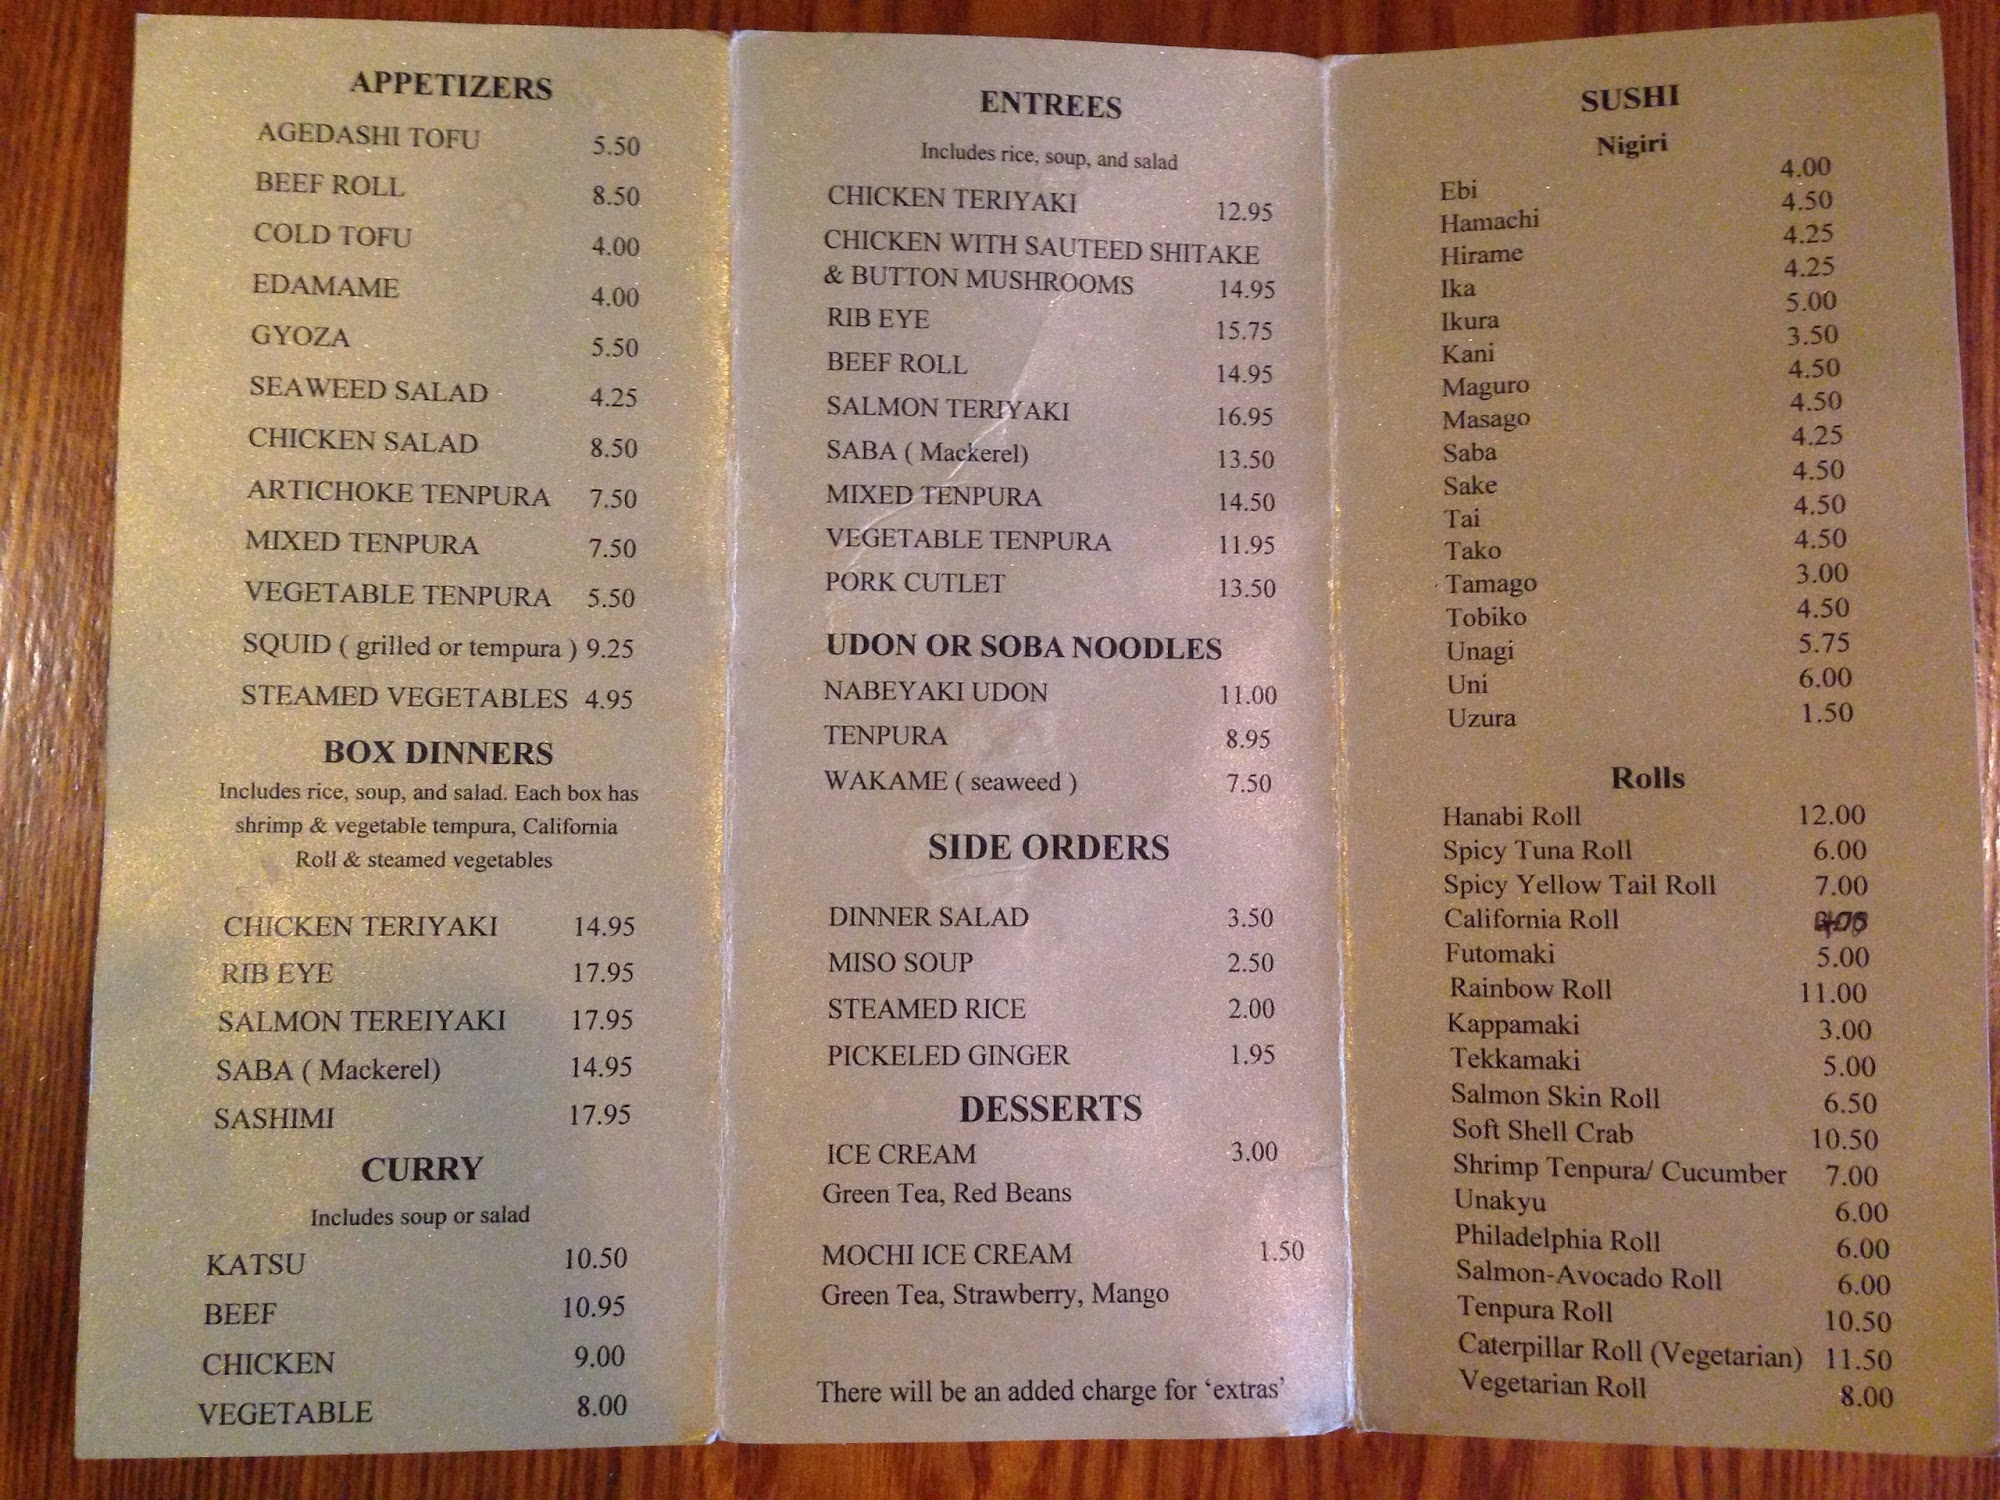 APPETIZERS
AGEDASHI TOFU 5.50
BEEF ROLL 8.50
COLD TOFU 4.00
EDAMAME 4.00
GYOZA 5.50
SEAWEED SALAD 4.25
CHICKEN SALAD 8.50
ARTICHOKE TENPURA 7.50
MIXED TENPURA 7.50
VEGETABLE TENPURA 5.50
SQUID ( grilled or tempura ) 9.25
STEAMED VEGETABLES 4.95
BOX DINNERS
Includes rice, soup, and salad. Each box has
shrimp & vegetable tempura, California
Roll & steamed vegetables
CHICKEN TERIYAKI 14.95
RIB EYE 17.95
SALMON TEREIYAKI 17.95
SABA ( Mackerel) 14.95
SASHIMI 17.95
CURRY
Includes soup or salad
KATSU 10.50
BEEF 10.95
CHICKEN 9.00
VEGETABLE 8.00
ENTREES
Includes rice, soup, and salad
CHICKEN TERIYAKI 12.95
CHICKEN WITH SAUTEED SHITAKE
& BUTTON MUSHROOMS 14.95
RIB EYE 15.75
BEEF ROLL 14.95
SALMON TERIYAKI 16.95
SABA ( Mackerel) 13.50
MIXED TENPURA 14.50
VEGETABLE TENPURA 11.95
PORK CUTLET 13.50
UDON OR SOBA NOODLES
NABEYAKI UDON 11.00
TENPURA 8.95
WAKAME ( seaweed ) 7.50
SIDE ORDERS
DINNER SALAD 3.50
MISO SOUP 2.50
STEAMED RICE 2.00
PICKELED GINGER 1.95
DESSERTS
ICE CREAM 3.00
Green Tea, Red Beans
MOCHI ICE CREAM 1.50
Green Tea, Strawberry, Mango
There will be an added charge for ‘extras’
SUSHI
Nigiri
Ebi 4.00
Hamachi 4.50
Hirame 4.25
Ika 4.25
Ikura 5.00
Kani 3.50
Maguro 4.50
Masago 4.50
Saba 4.25
Sake 4.50
Tai 4.50
Tako 4.50
Tamago 3.00
Tobiko 4.50
Unagi 5.75
Uni 6.00
Uzura 1.50
Rolls
Hanabi Roll 12.00
Spicy Tuna Roll 6.00
Spicy Yellow Tail Roll 7.00
California Roll
Futomaki 5.00
Rainbow Roll 11.00
Kappamaki 3.00
Tekkamaki 5.00
Salmon Skin Roll 6.50
Soft Shell Crab 10.50
Shrimp Tenpura/ Cucumber 7.00
Unakyu 6.00
Philadelphia Roll 6.00
Salmon-Avocado Roll 6.00
Tenpura Roll 10.50
Caterpillar Roll (Vegetarian) 11.50
Vegetarian Roll 8.00